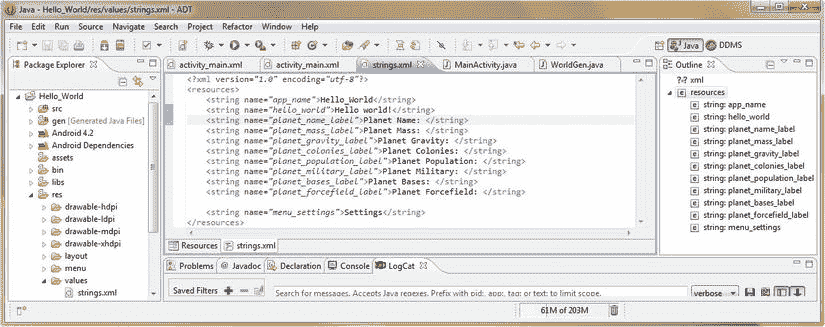 Java - Hello_World/res/values/strings.xml - ADT
File Edit Run Source Navigate Search Project Refactor Window Help
Java DDMS
Package Explorer
Hello_World
src
gen [Generated Java Files]
Android 4.2
Android Dependencies
assets
bin
libs
res
drawable-hdpi
drawable-ldpi
drawable-mdpi
drawable-xhdpi
layout
menu
values
strings.xml
activity_main.xml activity_main.xml strings.xml MainActivity.java WorldGen.java
<?xml version="1.0" encoding="utf-8"?>
<resources>
<string name="app_name">Hello_World</string>
<string name="hello_world">Hello world!</string>
<string name="planet_name_label">Planet Name: </string>
<string name="planet_mass_label">Planet Mass: </string>
<string name="planet_gravity_label">Planet Gravity: </string>
<string name="planet_colonies_label">Planet Colonies: </string>
<string name="planet_population_label">Planet Population: </string>
<string name="planet_military_label">Planet Military: </string>
<string name="planet_bases_label">Planet Bases: </string>
<string name="planet_forcefield_label">Planet Forcefield: </string>
<string name="menu_settings">Settings</string>
</resources>
Resources strings.xml
Outline
?-? xml
resources
string: app_name
string: hello_world
string: planet_name_label
string: planet_mass_label
string: planet_gravity_label
string: planet_colonies_label
string: planet_population_label
string: planet_military_label
string: planet_bases_label
string: planet_forcefield_label
string: menu_settings
Problems @ Javadoc Declaration Console LogCat
Saved Filters
Search for messages. Accepts Java regexes. Prefix with pid:, app:, tag: or text: to limit scope.
verbose
61M of 203M